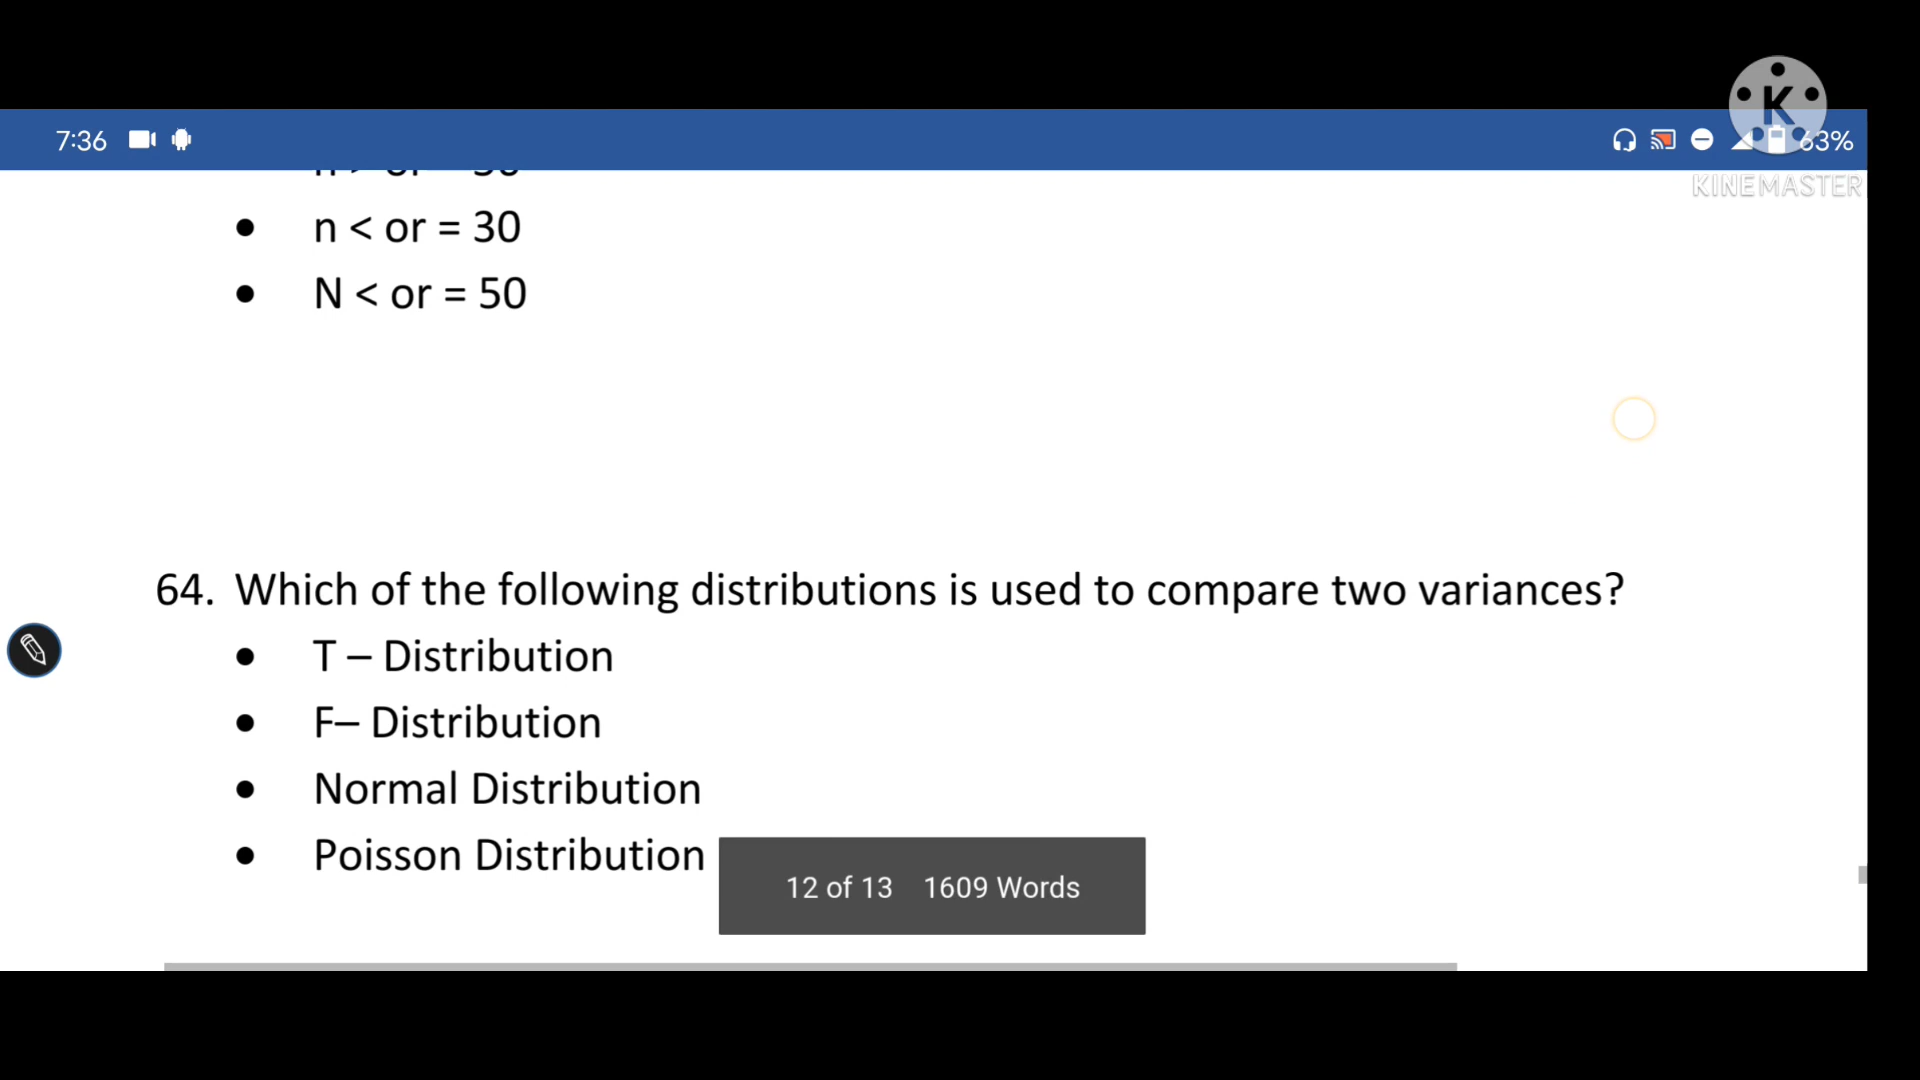 7:36
63%
K
KINEMASTER
• n < or = 30
• N < or = 50
64. Which of the following distributions is used to compare two variances?
• T – Distribution
• F– Distribution
• Normal Distribution
• Poisson Distribution
12 of 13 1609 Words